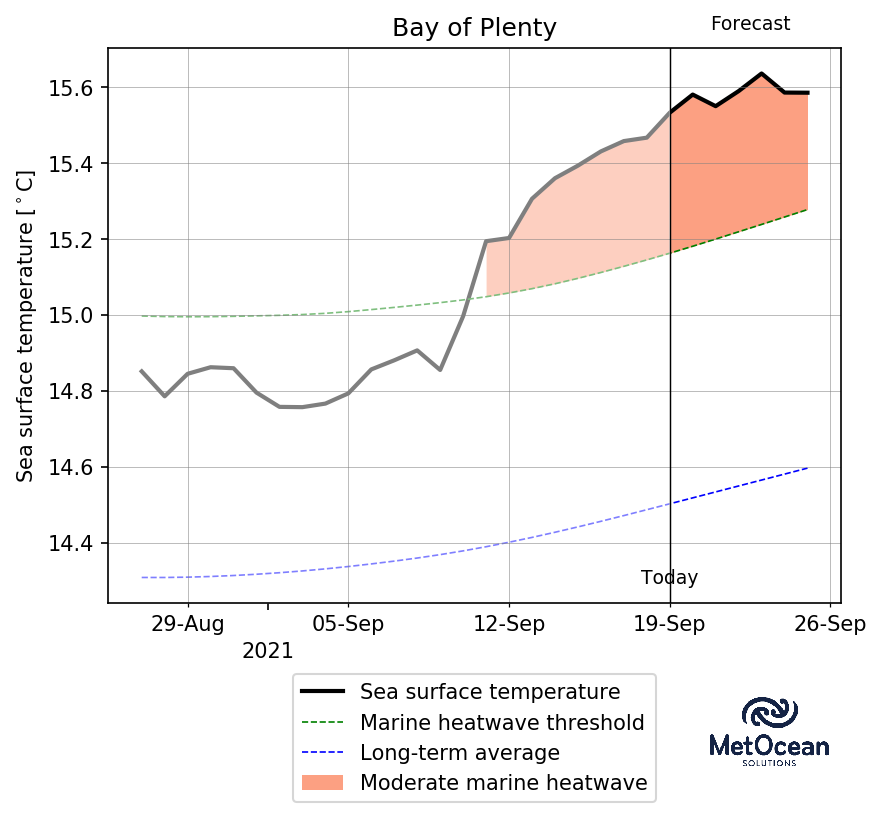 Bay of Plenty
Forecast
Sea surface temperature [°C]
15.6
15.4
15.2
15.0
14.8
14.6
14.4
Today
29-Aug 05-Sep 12-Sep 19-Sep 26-Sep
2021
Sea surface temperature
Marine heatwave threshold
Long-term average
Moderate marine heatwave
MetOcean
SOLUTIONS